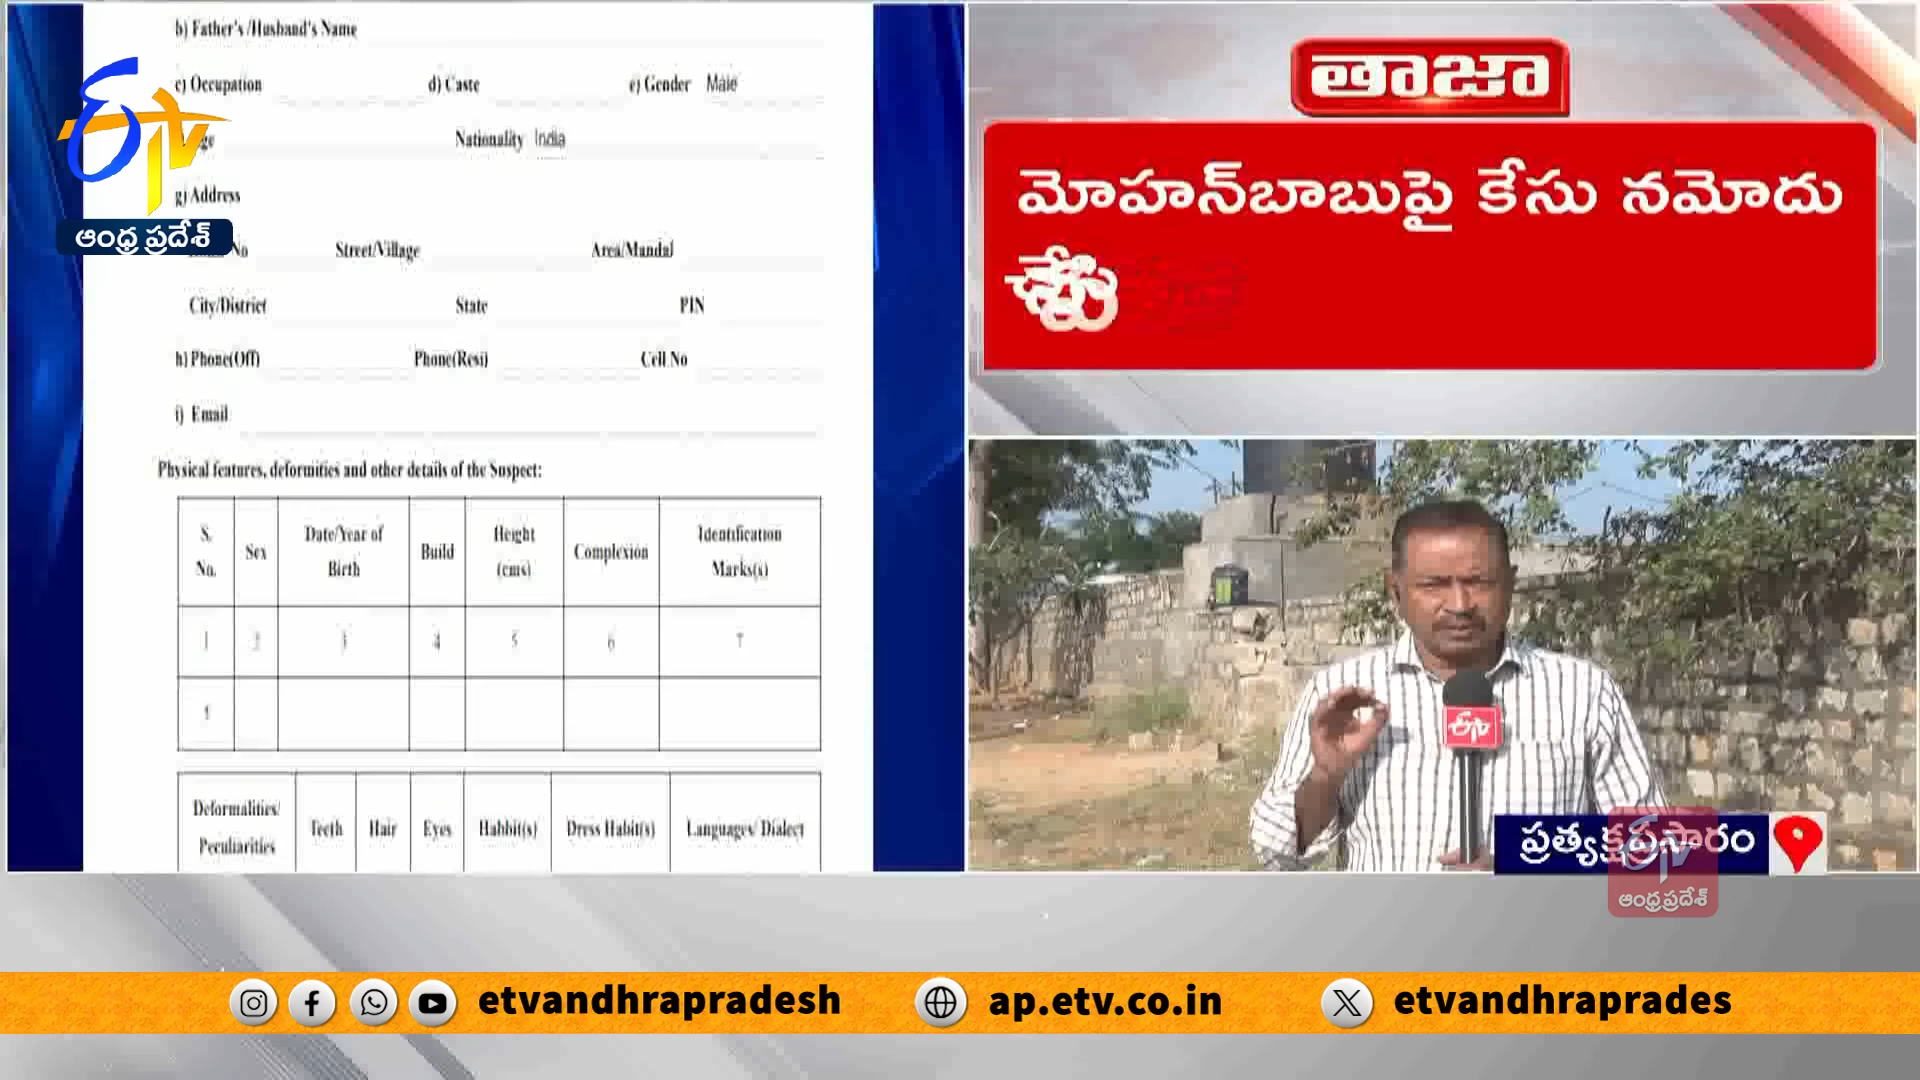 b) Father's /Husband's Name
c) Occupation d) Caste e) Gender Male
Nationality India
g) Address
No Street/Village Area/Mandal
City/District State PIN
h) Phone(Off) Phone(Resi) Cell No
i) Email
Physical features, deformities and other details of the Suspect:
S. No. Sex Date/Year of Birth Build Height (cms) Complexion Identification Marks(s)
1 2 3 4 5 6 7
1
Deformalities/ Peculiarities Teeth Hair Eyes Habbit(s) Dress Habit(s) Languages/ Dialect
ఈTV
ఆంధ్ర ప్రదేశ్
తాజా
మోహన్‌బాబుపై కేసు నమోదు
ఈTV
ప్రత్యక్షప్రసారం
ఈTV
ఆంధ్రప్రదేశ్
etvandhrapradesh ap.etv.co.in etvandhraprades